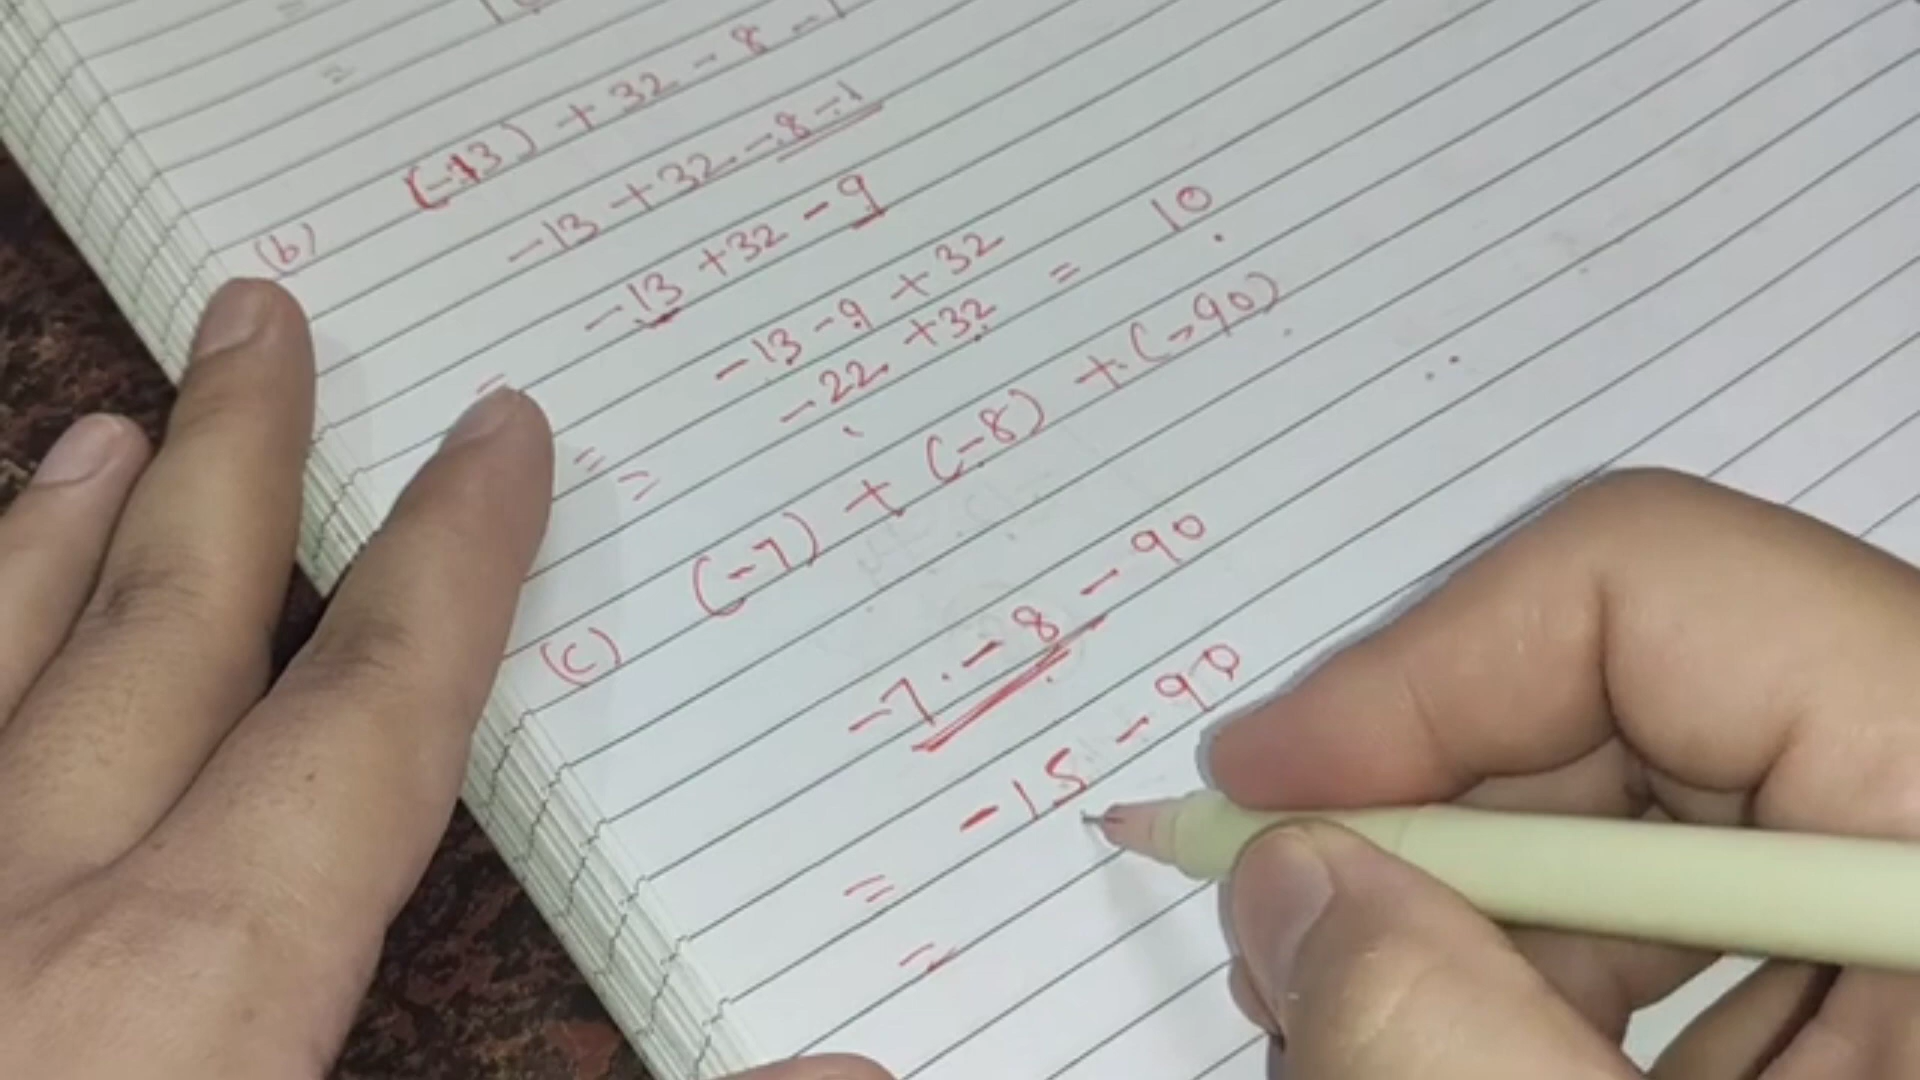 =
=
(b) (-13) + 32 - 8 - 1
-13 + 32 - 8 - 1
= -13 + 32 - 9
= -13 - 9 + 32
= -22 + 32 = 10
(c) (-7) + (-8) + (-90)
-7 - 8 - 90
= -15 - 90
=